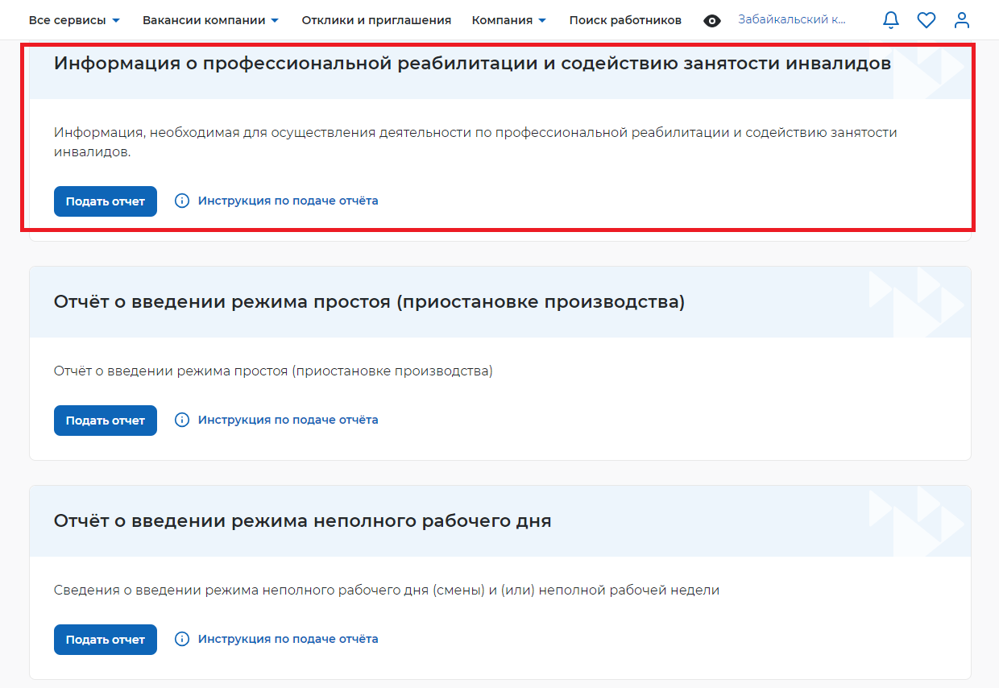 Все сервисы Вакансии компании Отклики и приглашения Компания Поиск работников Забайкальский к...
Информация о профессиональной реабилитации и содействию занятости инвалидов
Информация, необходимая для осуществления деятельности по профессиональной реабилитации и содействию занятости
инвалидов.
Подать отчет Инструкция по подаче отчёта
Отчёт о введении режима простоя (приостановке производства)
Отчёт о введении режима простоя (приостановке производства)
Подать отчет Инструкция по подаче отчёта
Отчёт о введении режима неполного рабочего дня
Сведения о введении режима неполного рабочего дня (смены) и (или) неполной рабочей недели
Подать отчет Инструкция по подаче отчёта